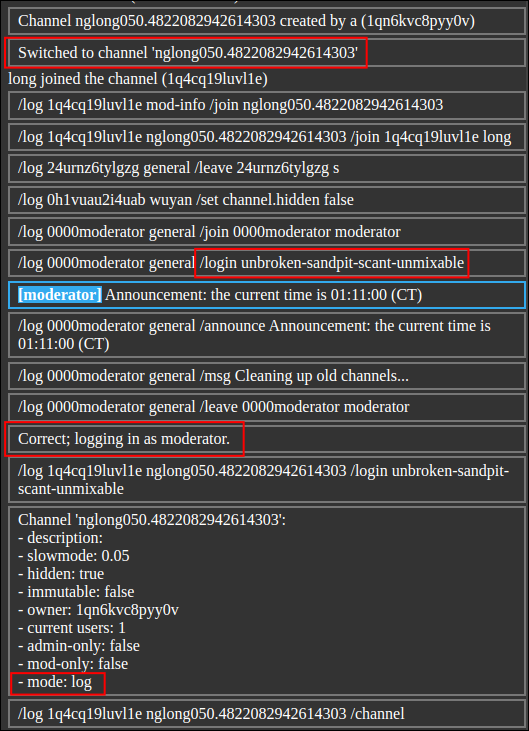 Channel nglong050.4822082942614303 created by a (1qn6kvc8pyy0v)
Switched to channel 'nglong050.4822082942614303'
long joined the channel (1q4cq19luvl1e)
/log 1q4cq19luvl1e mod-info /join nglong050.4822082942614303
/log 1q4cq19luvl1e nglong050.4822082942614303 /join 1q4cq19luvl1e long
/log 24urnz6tylgzg general /leave 24urnz6tylgzg s
/log 0h1vuau2i4uab wuyan /set channel.hidden false
/log 0000moderator general /join 0000moderator moderator
/log 0000moderator general /login unbroken-sandpit-scant-unmixable
[moderator] Announcement: the current time is 01:11:00 (CT)
/log 0000moderator general /announce Announcement: the current time is
01:11:00 (CT)
/log 0000moderator general /msg Cleaning up old channels...
/log 0000moderator general /leave 0000moderator moderator
Correct; logging in as moderator.
/log 1q4cq19luvl1e nglong050.4822082942614303 /login unbroken-sandpit-
scant-unmixable
Channel 'nglong050.4822082942614303':
- description:
- slowmode: 0.05
- hidden: true
- immutable: false
- owner: 1qn6kvc8pyy0v
- current users: 1
- admin-only: false
- mod-only: false
- mode: log
/log 1q4cq19luvl1e nglong050.4822082942614303 /channel